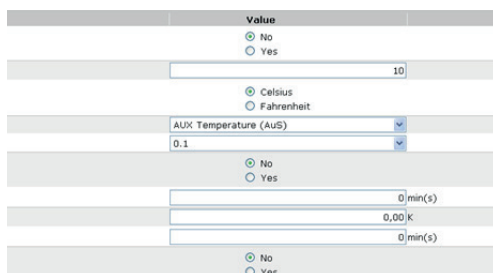 Value
No
Yes
10
Celsius
Fahrenheit
AUX Temperature (AuS)
0.1
No
Yes
0 min(s)
0,00 K
0 min(s)
No
Yes